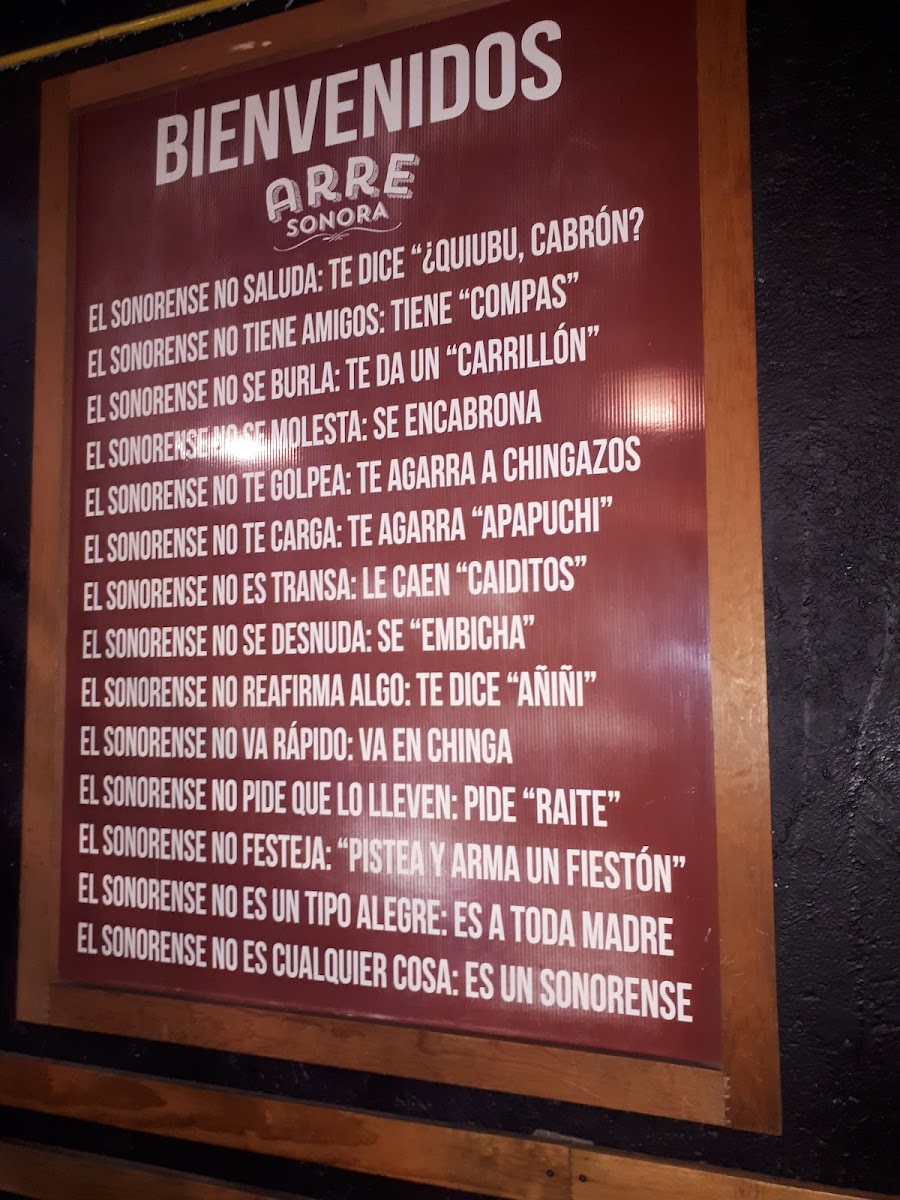 BIENVENIDOS
ARRE
SONORA
EL SONORENSE NO SALUDA: TE DICE “¿QUIUBU, CABRÓN?
EL SONORENSE NO TIENE AMIGOS: TIENE “COMPAS”
EL SONORENSE NO SE BURLA: TE DA UN “CARRILLÓN”
EL SONORENSE NO SE MOLESTA: SE ENCABRONA
EL SONORENSE NO TE GOLPEA: TE AGARRA A CHINGAZOS
EL SONORENSE NO TE CARGA: TE AGARRA “APAPUCHI”
EL SONORENSE NO ES TRANSA: LE CAEN “CAIDITOS”
EL SONORENSE NO SE DESNUDA: SE “EMBICHA”
EL SONORENSE NO REAFIRMA ALGO: TE DICE “AÑIÑI”
EL SONORENSE NO VA RÁPIDO: VA EN CHINGA
EL SONORENSE NO PIDE QUE LO LLEVEN: PIDE “RAITE”
EL SONORENSE NO FESTEJA: “PISTEA Y ARMA UN FIESTÓN”
EL SONORENSE NO ES UN TIPO ALEGRE: ES A TODA MADRE
EL SONORENSE NO ES CUALQUIER COSA: ES UN SONORENSE